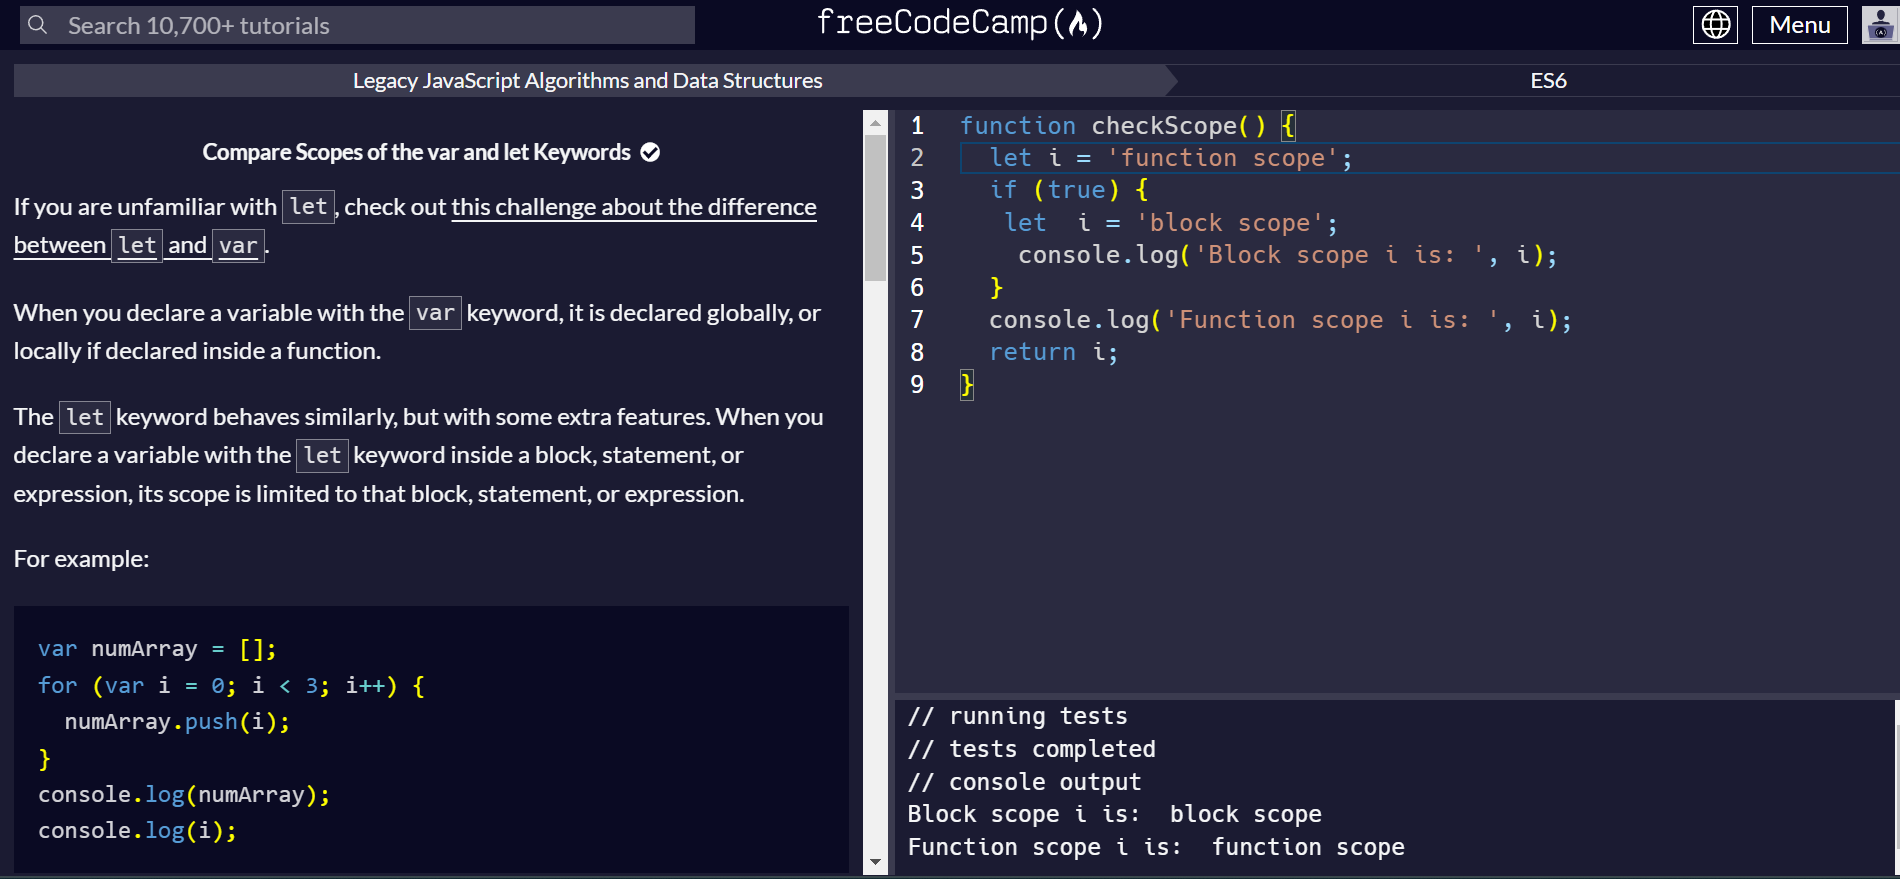 Search 10,700+ tutorials
freeCodeCamp(🔥)
Menu
Legacy JavaScript Algorithms and Data Structures
ES6
Compare Scopes of the var and let Keywords
If you are unfamiliar with let, check out this challenge about the difference
between let and var.
When you declare a variable with the var keyword, it is declared globally, or
locally if declared inside a function.
The let keyword behaves similarly, but with some extra features. When you
declare a variable with the let keyword inside a block, statement, or
expression, its scope is limited to that block, statement, or expression.
For example:
var numArray = [];
for (var i = 0; i < 3; i++) {
  numArray.push(i);
}
console.log(numArray);
console.log(i);
1 function checkScope() {
2   let i = 'function scope';
3   if (true) {
4    let  i = 'block scope';
5     console.log('Block scope i is: ', i);
6   }
7   console.log('Function scope i is: ', i);
8   return i;
9 }
// running tests
// tests completed
// console output
Block scope i is:  block scope
Function scope i is:  function scope